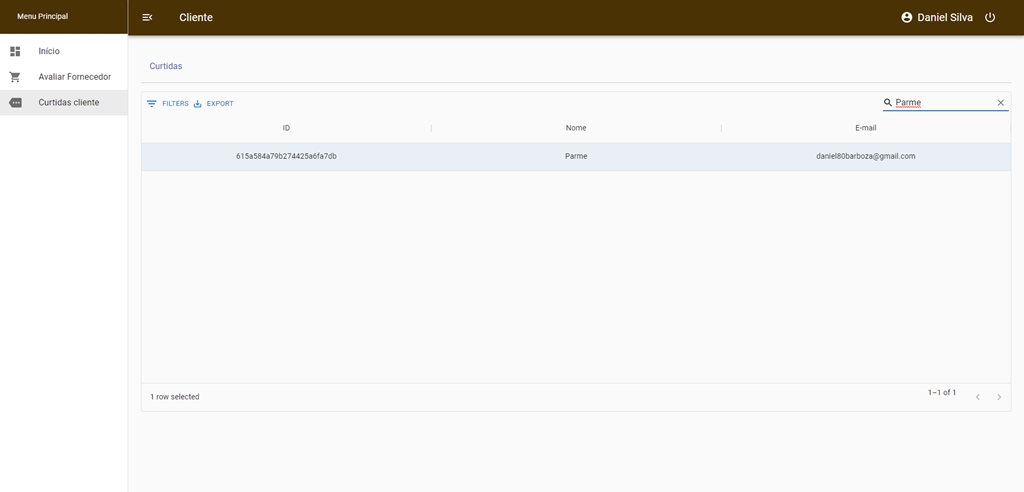 Menu Principal
Cliente
Daniel Silva
Início
Avaliar Fornecedor
Curtidas cliente
Curtidas
FILTERS
EXPORT
Parme
ID
Nome
E-mail
615a584a79b274425a6fa7db
Parme
daniel80barboza@gmail.com
1 row selected
1–1 of 1